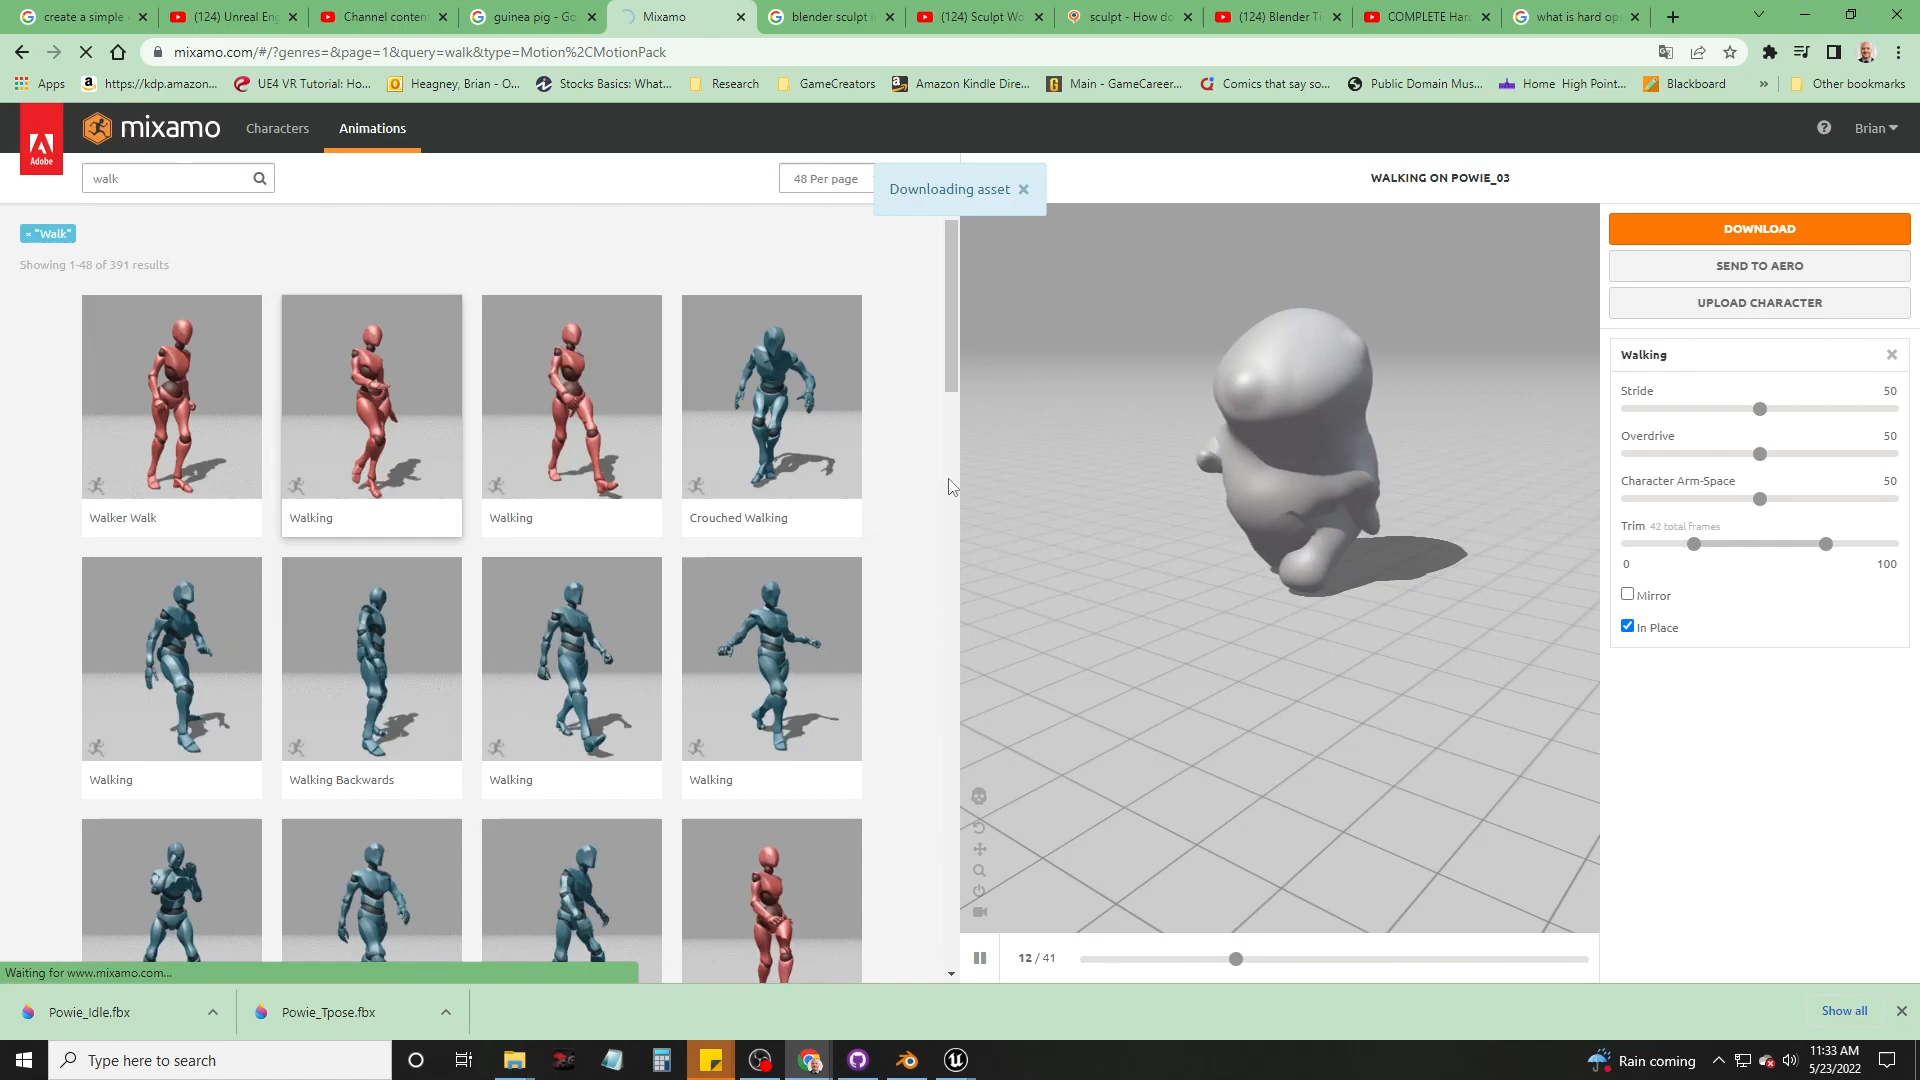 create a simple
(124) Unreal Eng
Channel content
guinea pig - Go
Mixamo
blender sculpt i
(124) Sculpt Wo
sculpt - How do
(124) Blender Ti
COMPLETE Har
what is hard ops
mixamo.com/#/?genres=&page=1&query=walk&type=Motion%2CMotionPack
Apps
https://kdp.amazon...
UE4 VR Tutorial: Ho...
Heagney, Brian - O...
Stocks Basics: What...
Research
GameCreators
Amazon Kindle Dire...
Main - GameCareer...
Comics that say so...
Public Domain Mus...
Home High Point...
Blackboard
»
Other bookmarks
Adobe
mixamo
Characters
Animations
Brian
walk
48 Per page
Downloading asset ×
WALKING ON POWIE_03
× "Walk"
Showing 1-48 of 391 results
DOWNLOAD
SEND TO AERO
UPLOAD CHARACTER
Walking
Stride 50
Overdrive 50
Character Arm-Space 50
Trim 42 total frames
0 100
Mirror
In Place
Walker Walk
Walking
Walking
Crouched Walking
Walking
Walking Backwards
Walking
Walking
12 / 41
Waiting for www.mixamo.com...
Powie_Idle.fbx
Powie_Tpose.fbx
Show all
Type here to search
Rain coming
11:33 AM
5/23/2022